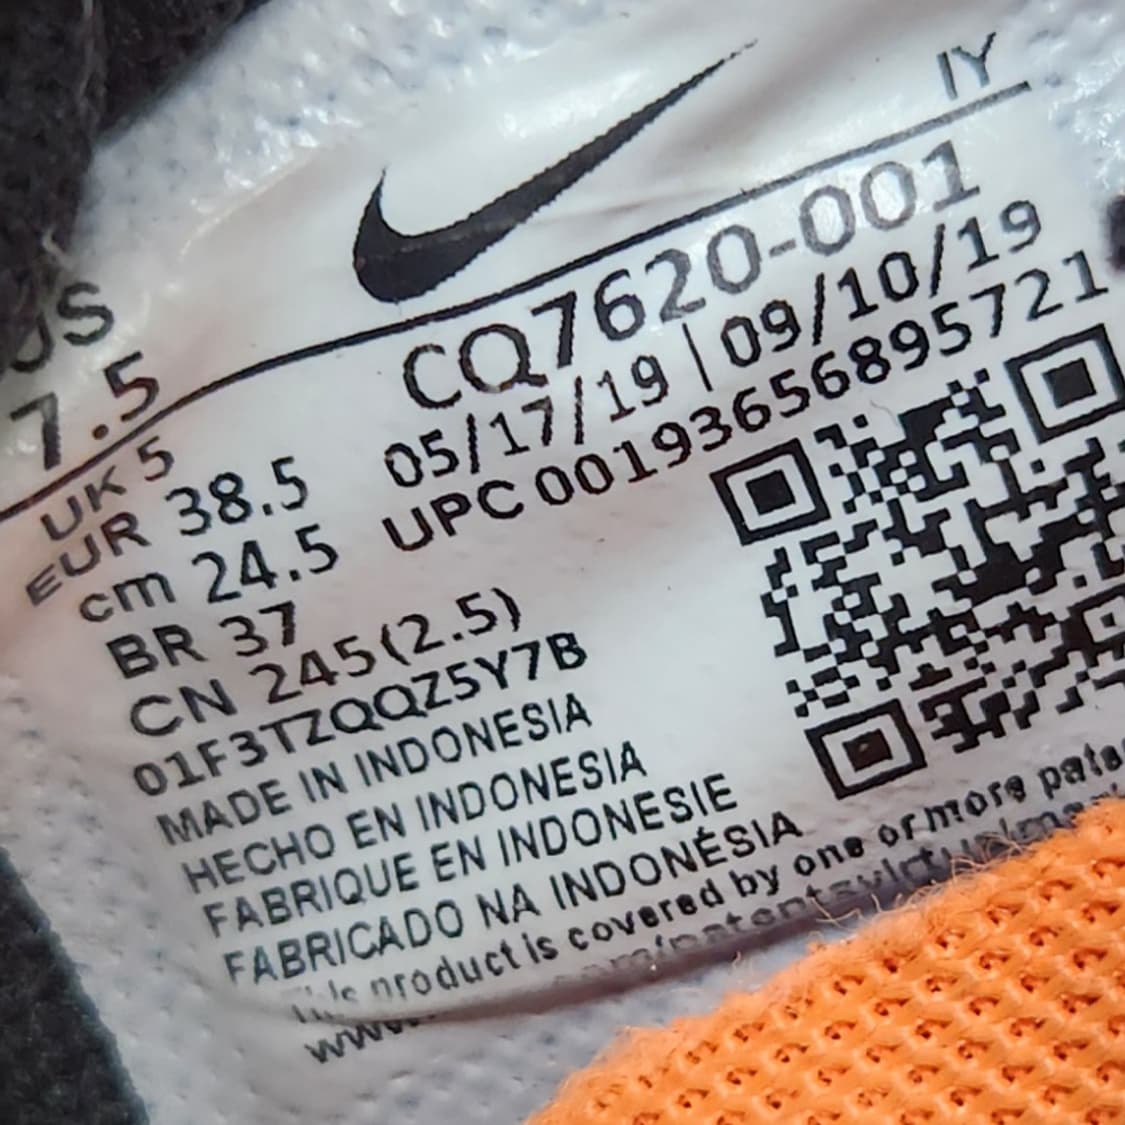 IY
US
7.5
UK 5
EUR 38.5
cm 24.5
BR 37
CN 245(2.5)
CQ7620-001
05/17/19 | 09/10/19
UPC 00193656895721
01F3TZQQZ5Y7B
MADE IN INDONESIA
HECHO EN INDONESIA
FABRIQUE EN INDONESIE
FABRICADO NA INDONÉSIA
This product is covered by one or more
www.